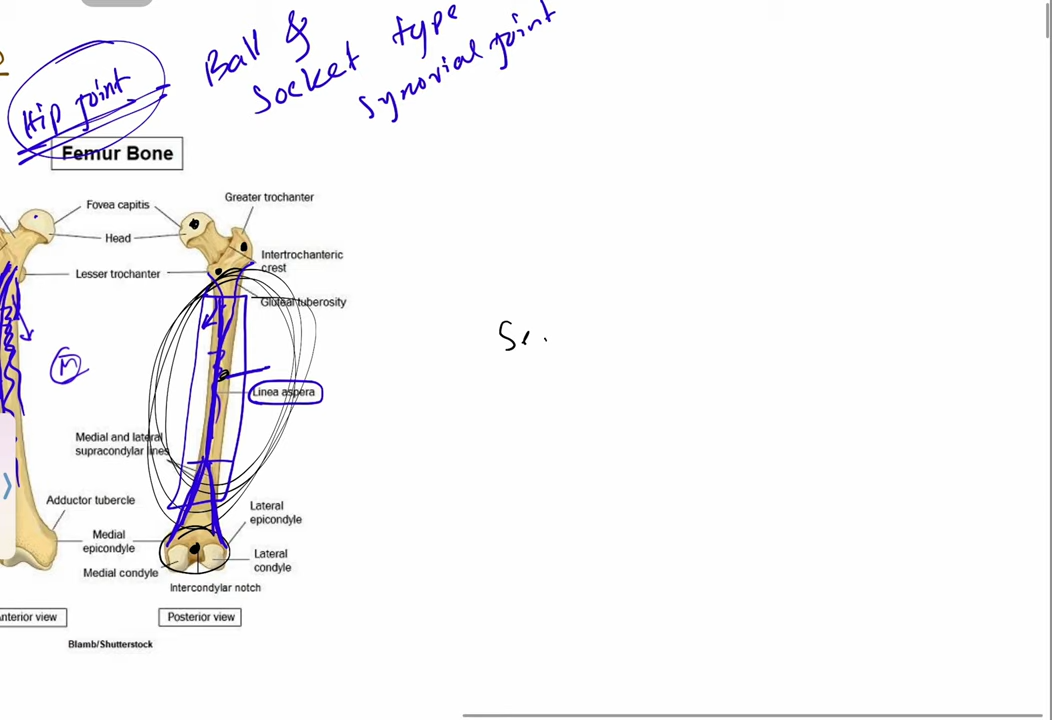 Ball &
Socket type
synovial joint
Hip joint
Femur Bone
Greater trochanter
Fovea capitis
Head
Intertrochanteric
crest
Lesser trochanter
Gluteal tuberosity
M
Linea aspera
Medial and lateral
supracondylar lines
Adductor tubercle
Lateral
epicondyle
Medial
epicondyle
Lateral
condyle
Medial condyle
Intercondylar notch
nterior view
Posterior view
Blamb/Shutterstock
Se.